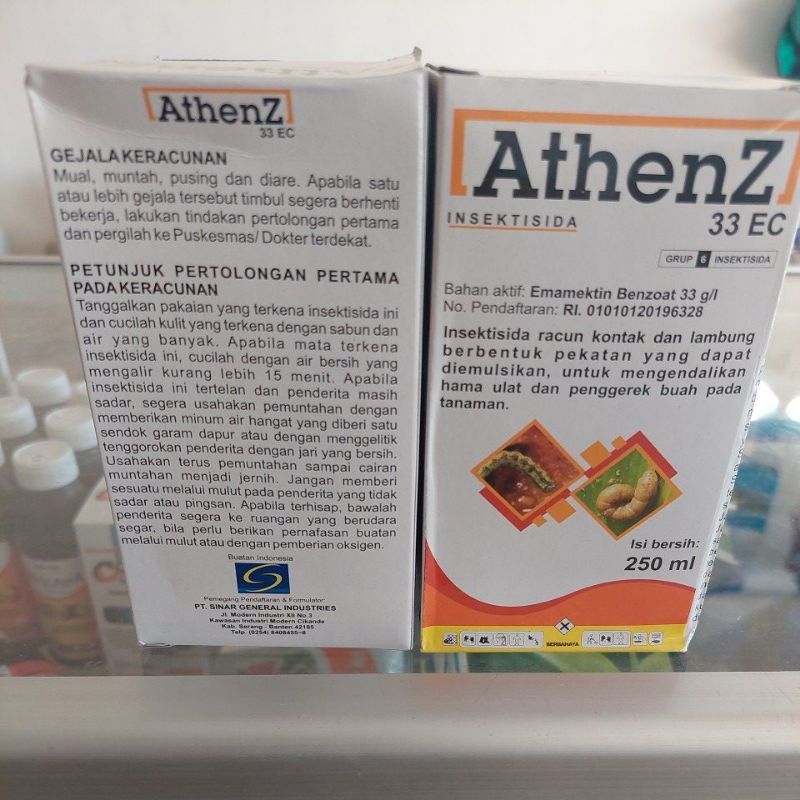 AthenZ
33 EC
GEJALA KERACUNAN
Mual, muntah, pusing dan diare. Apabila satu
atau lebih gejala tersebut timbul segera berhenti
bekerja, lakukan tindakan pertolongan pertama
dan pergilah ke Puskesmas/ Dokter terdekat.
PETUNJUK PERTOLONGAN PERTAMA
PADA KERACUNAN
Tanggalkan pakaian yang terkena insektisida ini
dan cucilah kulit yang terkena dengan sabun dan
air yang banyak. Apabila mata terkena
insektisida ini, cucilah dengan air bersih yang
mengalir kurang lebih 15 menit. Apabila
insektisida ini tertelan dan penderita masih
sadar, segera usahakan pemuntahan dengan
memberikan minum air hangat yang diberi satu
sendok garam dapur atau dengan menggelitik
tenggorokan penderita dengan jari yang bersih.
Usahakan terus pemuntahan sampai cairan
muntahan menjadi jernih. Jangan memberi
sesuatu melalui mulut pada penderita yang tidak
sadar atau pingsan. Apabila terhisap, bawalah
penderita segera ke ruangan yang berudara
segar, bila perlu berikan pernafasan buatan
melalui mulut atau dengan pemberian oksigen.
Buatan Indonesia
Pemegang Pendaftaran & Formulator:
PT. SINAR GENERAL INDUSTRIES
Jl. Modern Industri XII No.3
Kawasan Industri Modern Cikande
Kab. Serang - Banten 42185
AthenZ
INSEKTISIDA
33 EC
GRUP 6 INSEKTISIDA
Bahan aktif: Emamektin Benzoat 33 g/l
No. Pendaftaran: RI. 01010120196328
Insektisida racun kontak dan lambung
berbentuk pekatan yang dapat
diemulsikan, untuk mengendalikan
hama ulat dan penggerek buah pada
tanaman.
Isi bersih:
250 ml
BERBAHAYA